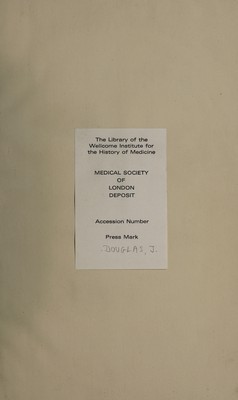 The Library of the
Wellcome Institute for
the History of Medicine
MEDICAL SOCIETY
OF
LONDON
DEPOSIT
Accession Number
Press Mark
DOUGLAS, J.